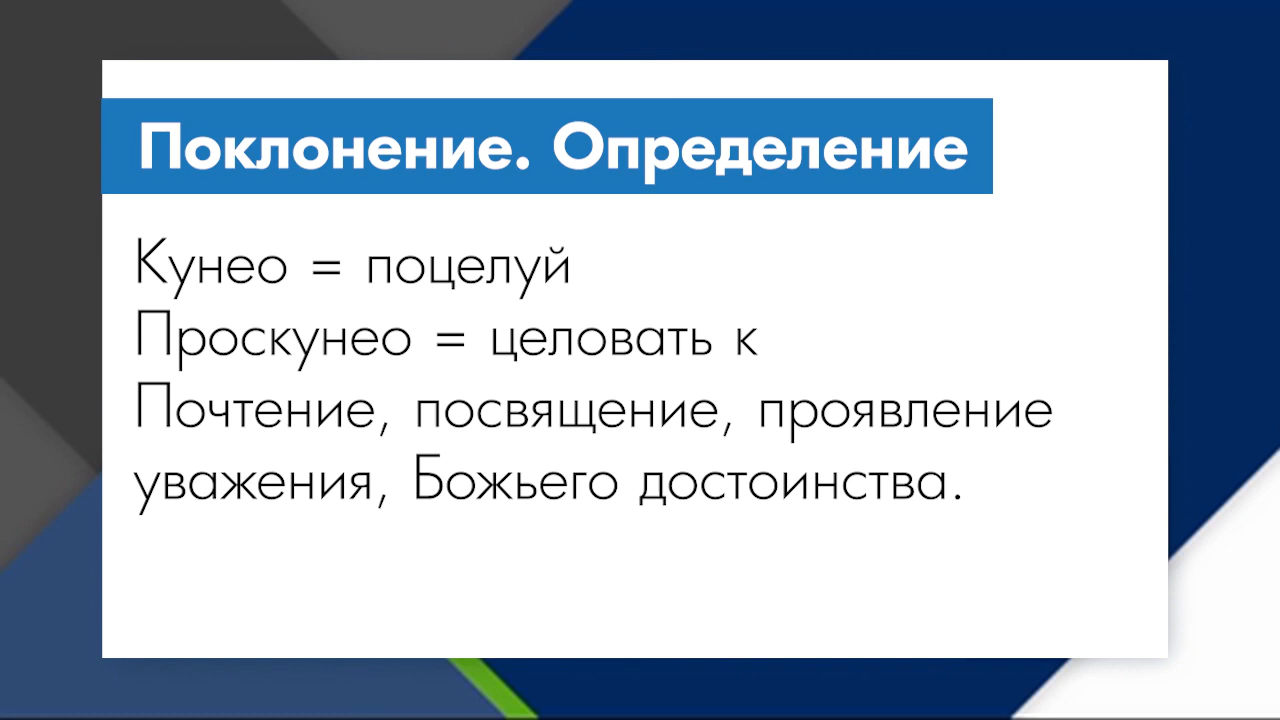 Поклонение. Определение
Кунео = поцелуй
Проскунео = целовать к
Почтение, посвящение, проявление
уважения, Божьего достоинства.